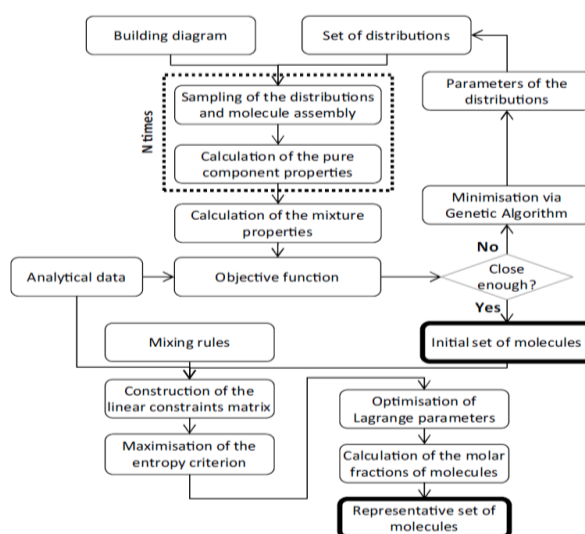 Building diagram
Set of distributions
N times
Sampling of the distributions
and molecule assembly
Calculation of the pure
component properties
Parameters of the
distributions
Calculation of the mixture
properties
Minimisation via
Genetic Algorithm
No
Analytical data
Objective function
Close
enough?
Yes
Mixing rules
Initial set of molecules
Construction of the
linear constraints matrix
Maximisation of the
entropy criterion
Optimisation of
Lagrange parameters
Calculation of the molar
fractions of molecules
Representative set of
molecules